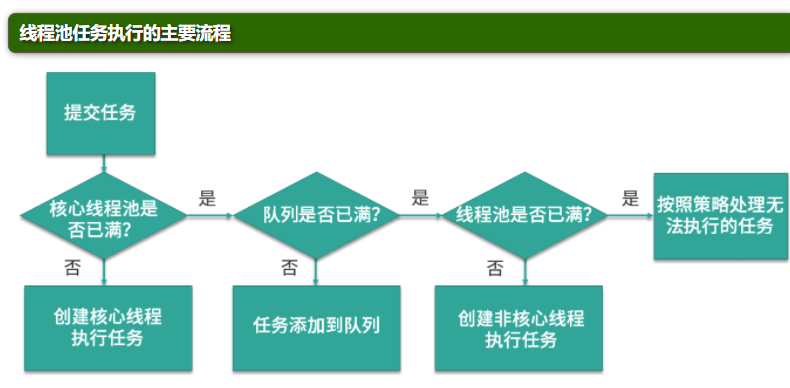 线程池任务执行的主要流程
提交任务
核心线程池是
否已满？
是
队列是否已满？
是
线程池是否已满？
是
按照策略处理无
法执行的任务
否
否
否
创建核心线程
执行任务
任务添加到队列
创建非核心线程
执行任务